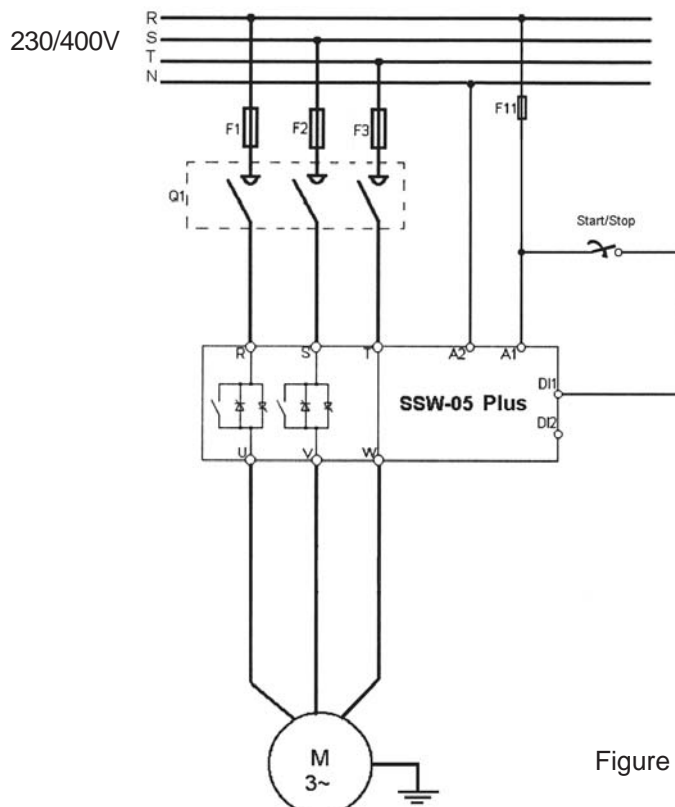 R
230/400V
S
T
N
F1
F2
F3
F11
Q1
Start/Stop
R
S
T
A2
A1
SSW-05 Plus
DI1
DI2
U
V
W
M
3~
Figure